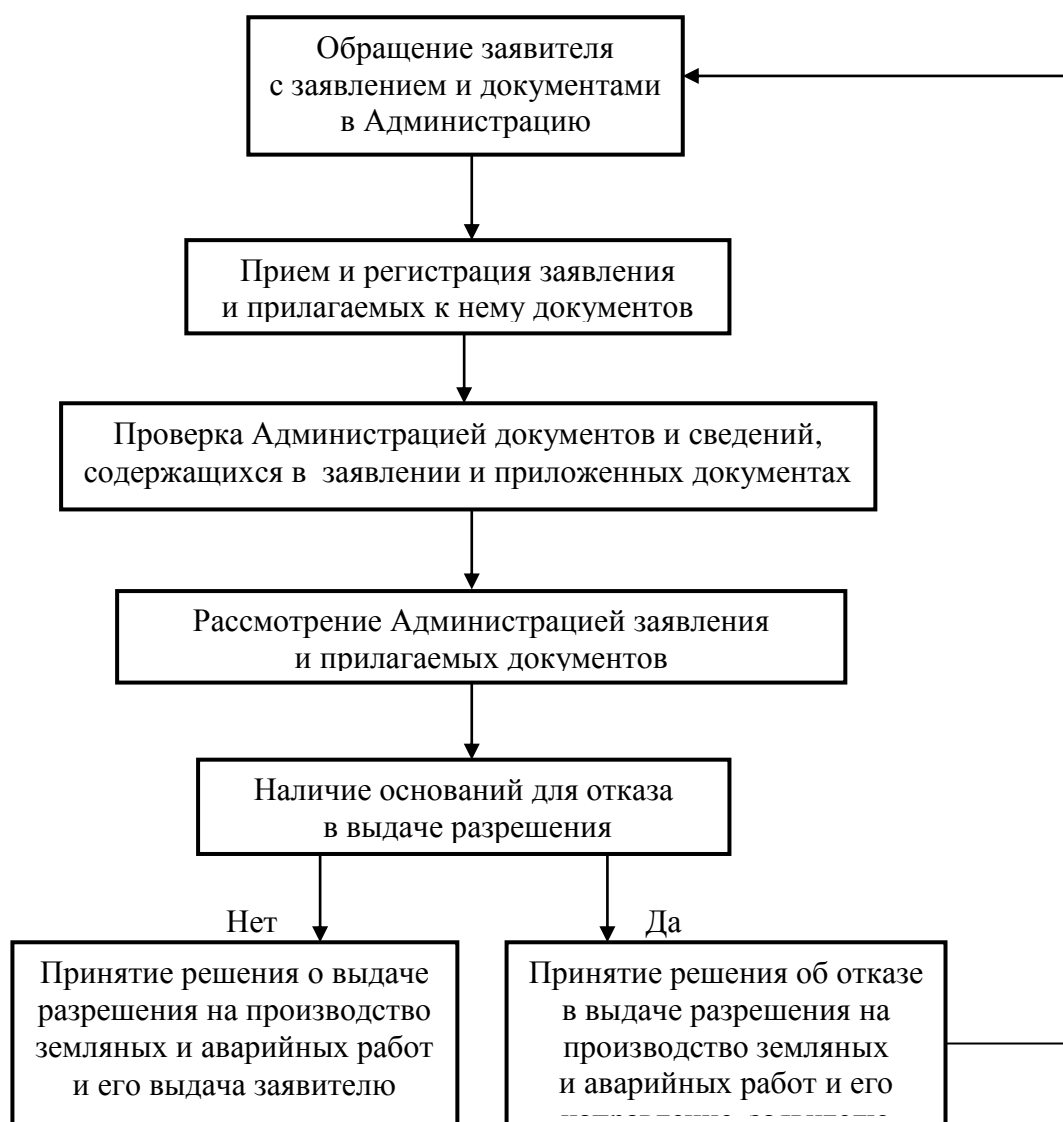 Обращение заявителя
с заявлением и документами
в Администрацию
Прием и регистрация заявления
и прилагаемых к нему документов
Проверка Администрацией документов и сведений,
содержащихся в  заявлении и приложенных документах
Рассмотрение Администрацией заявления
и прилагаемых документов
Наличие оснований для отказа
в выдаче разрешения
Нет
Да
Принятие решения о выдаче
разрешения на производство
земляных и аварийных работ
и его выдача заявителю
Принятие решения об отказе
в выдаче разрешения на
производство земляных
и аварийных работ и его